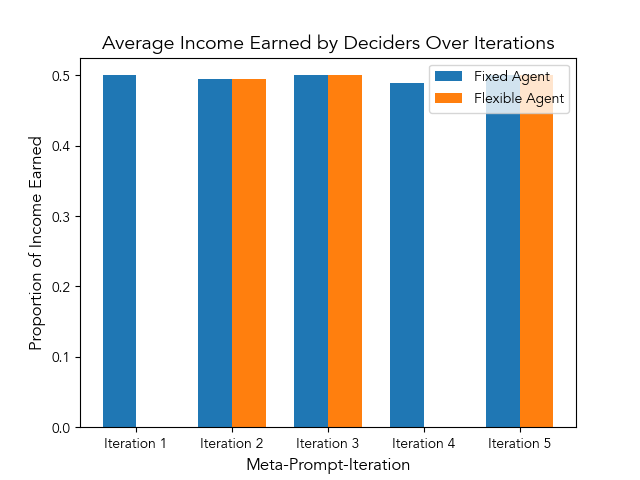 Average Income Earned by Deciders Over Iterations
Fixed Agent
Flexible Agent
Proportion of Income Earned
0.5
0.4
0.3
0.2
0.1
0.0
Iteration 1
Iteration 2
Iteration 3
Iteration 4
Iteration 5
Meta-Prompt-Iteration